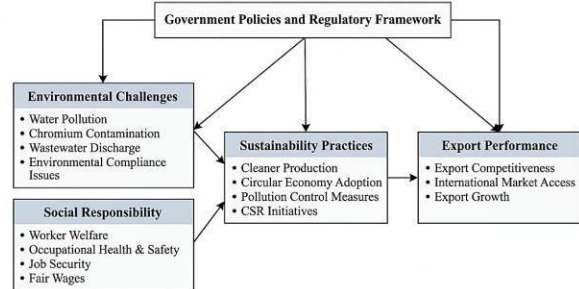 Government Policies and Regulatory Framework
Environmental Challenges
• Water Pollution
• Chromium Contamination
• Wastewater Discharge
• Environmental Compliance
Issues
Social Responsibility
• Worker Welfare
• Occupational Health & Safety
• Job Security
• Fair Wages
Sustainability Practices
• Cleaner Production
• Circular Economy Adoption
• Pollution Control Measures
• CSR Initiatives
Export Performance
• Export Competitiveness
• International Market Access
• Export Growth